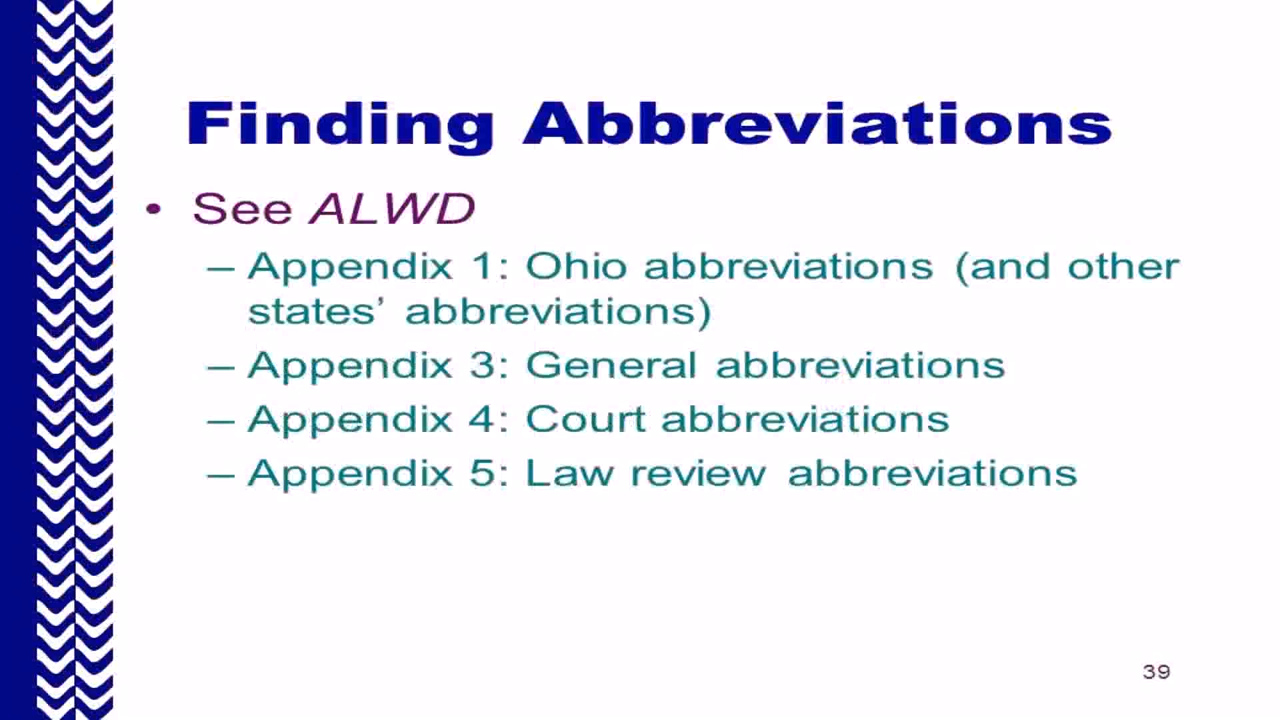 Finding Abbreviations
• See ALWD
– Appendix 1: Ohio abbreviations (and other
states’ abbreviations)
– Appendix 3: General abbreviations
– Appendix 4: Court abbreviations
– Appendix 5: Law review abbreviations
39